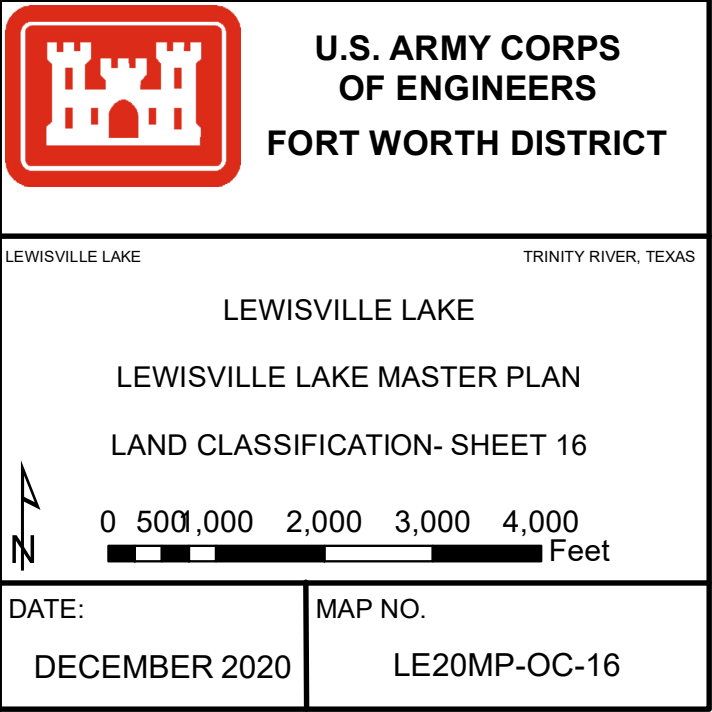 U.S. ARMY CORPS
OF ENGINEERS
FORT WORTH DISTRICT
LEWISVILLE LAKE TRINITY RIVER, TEXAS
LEWISVILLE LAKE
LEWISVILLE LAKE MASTER PLAN
LAND CLASSIFICATION- SHEET 16
N
0 500 1,000 2,000 3,000 4,000
Feet
DATE:
DECEMBER 2020
MAP NO.
LE20MP-OC-16